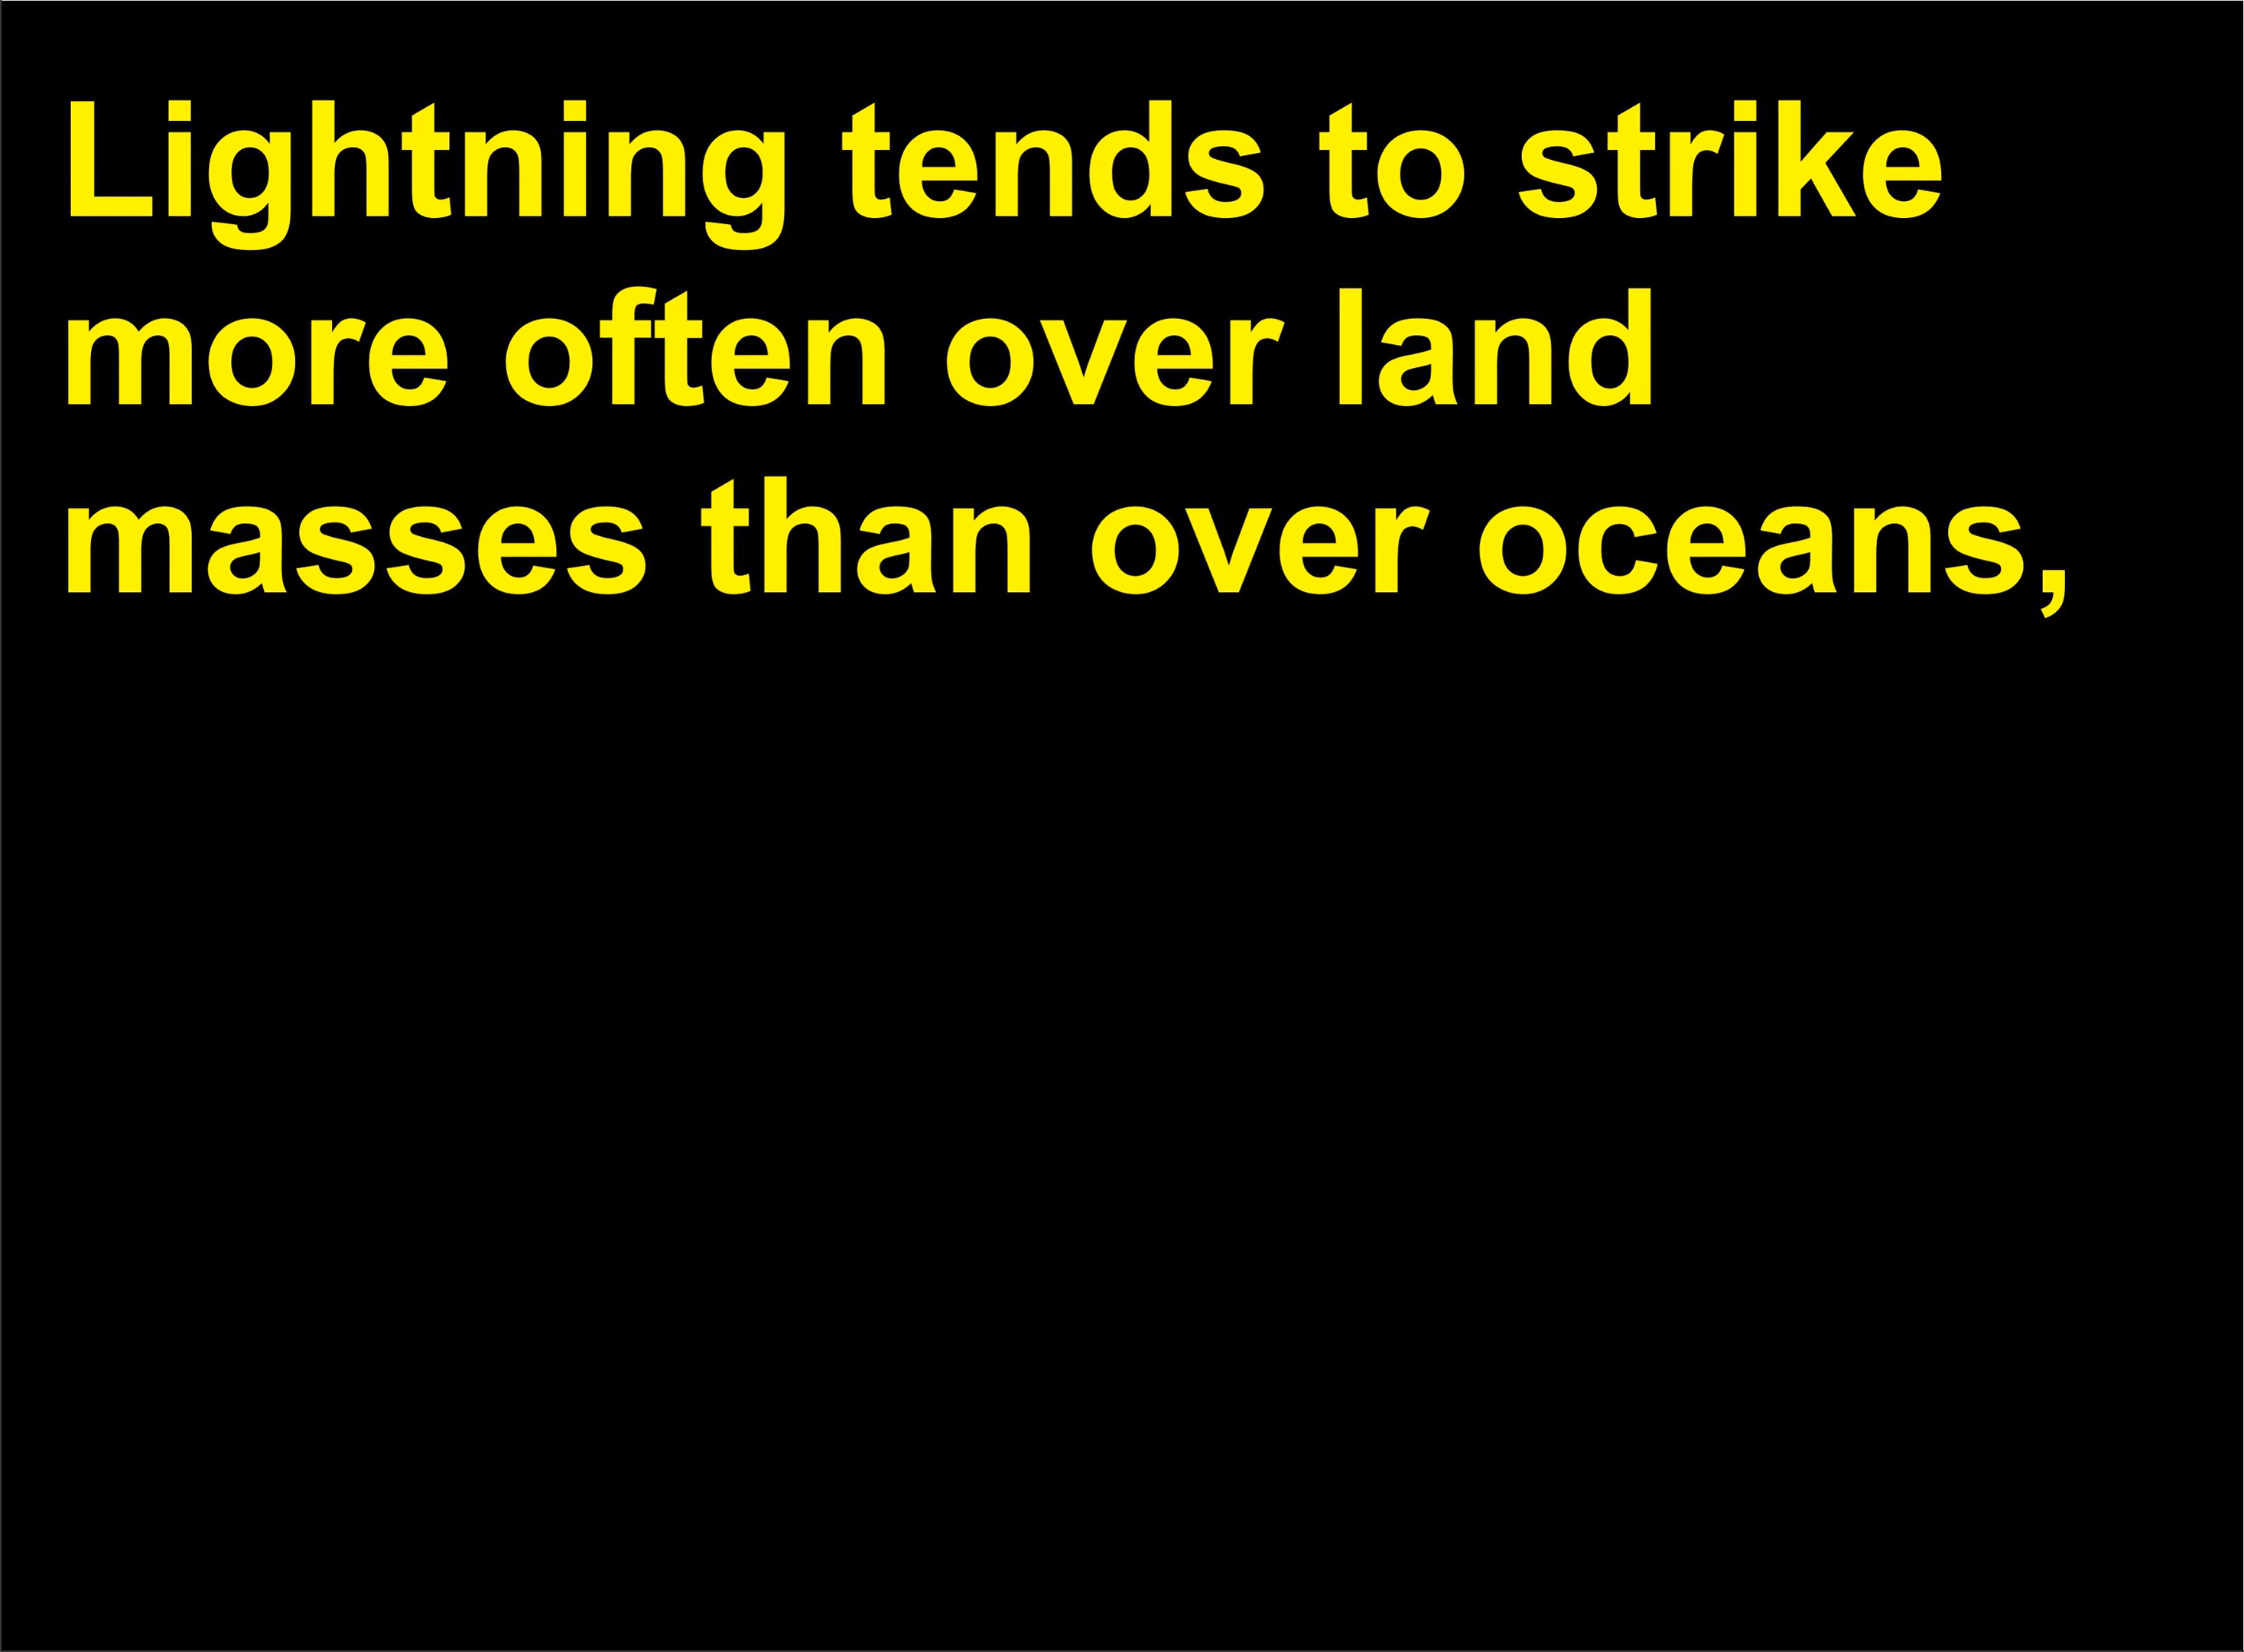 Lightning tends to strike
more often over land
masses than over oceans,